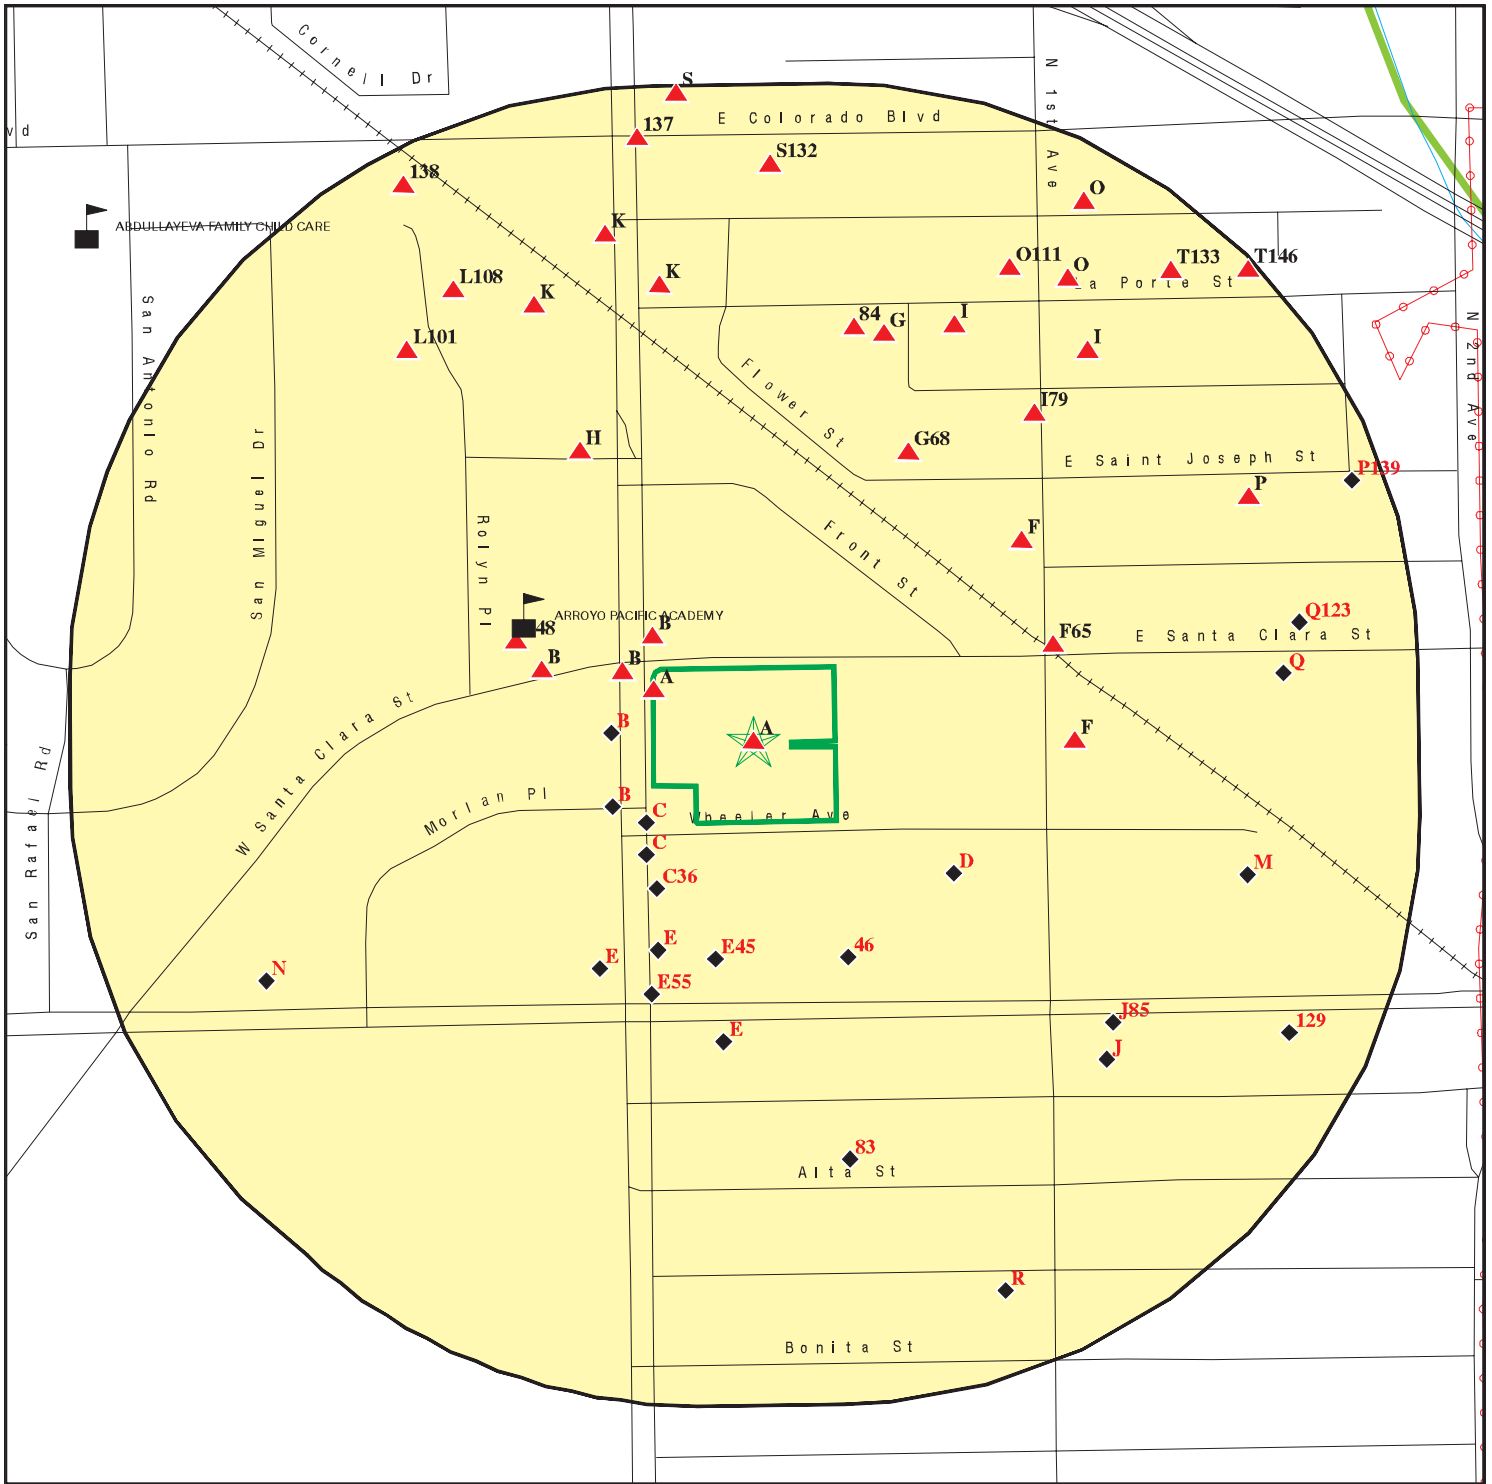 Cornell Dr
S
E Colorado Blvd
N 1st Ave
vd
137
S132
138
O
ABDULLAYEVA FAMILY CHILD CARE
K
O111
O
T133
T146
La Porte St
L108
K
K
San Antonio Rd
84
G
I
I
L101
N 2nd Ave
Flower St
I79
San Miguel Dr
H
G68
E Saint Joseph St
P139
P
Rolyn Pl
Front St
F
ARROYO PACIFIC ACADEMY
48
B
Q123
E Santa Clara St
F65
B
B
Q
A
W Santa Clara St
B
A
F
San Rafael Rd
Morlan Pl
B
C
Wheeler Ave
C
C36
D
M
E
E45
46
E
N
E55
J85
129
E
J
83
Alta St
R
Bonita St